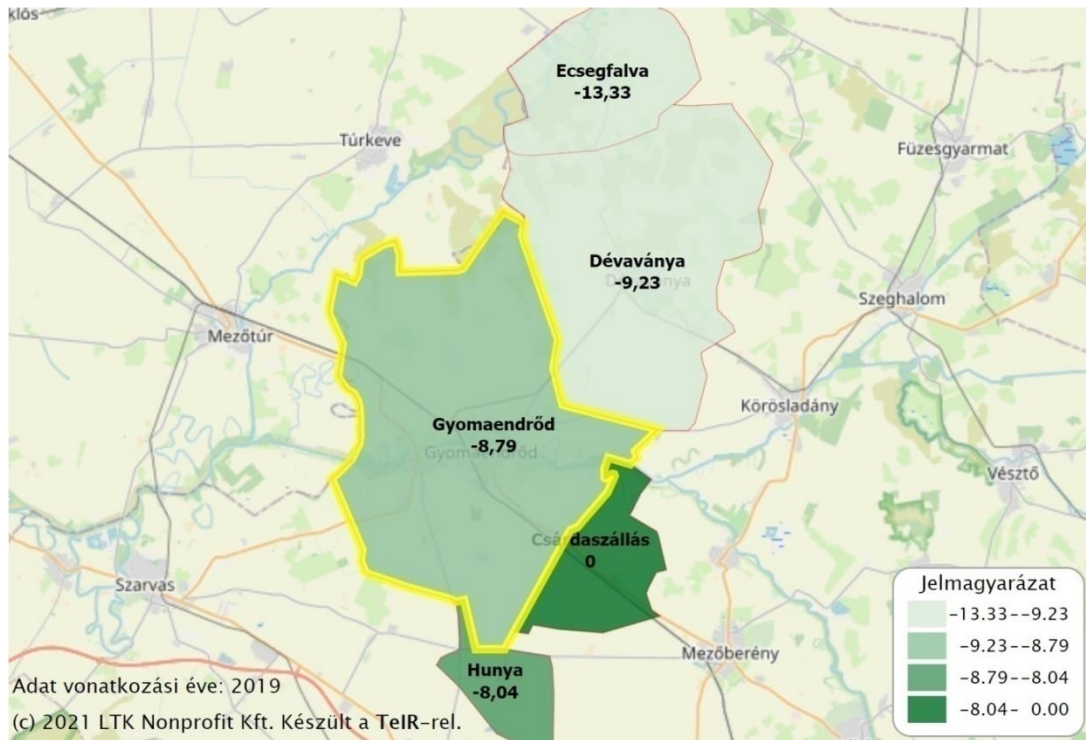 klós
Ecsegfalva
-13,33
Túrkeve
Füzesgyarmat
Dévaványa
-9,23
Szeghalom
Mezőtúr
Körösladány
Gyomaendrőd
-8,79
Gyomaendrőd
Vésztő
Csárdaszállás
0
Szarvas
Mezőberény
Hunya
-8,04
Jelmagyarázat
-13.33--9.23
-9.23--8.79
-8.79--8.04
-8.04- 0.00
Adat vonatkozási éve: 2019
(c) 2021 LTK Nonprofit Kft. Készült a TeIR-rel.